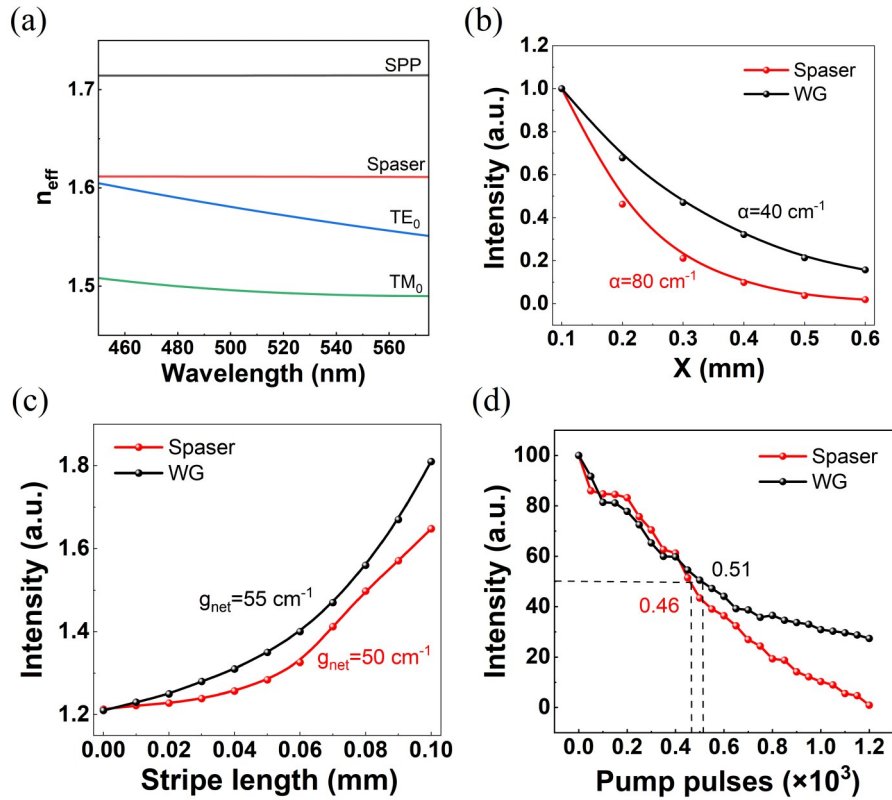 (a)
1.7
1.6
1.5
n_eff
SPP
Spaser
TE₀
TM₀
460 480 500 520 540 560
Wavelength (nm)
(b)
1.2
1.0
0.8
0.6
0.4
0.2
0.0
Intensity (a.u.)
Spaser
WG
α=40 cm⁻¹
α=80 cm⁻¹
0.1 0.2 0.3 0.4 0.5 0.6
X (mm)
(c)
1.8
1.6
1.4
1.2
Intensity (a.u.)
Spaser
WG
g_net=55 cm⁻¹
g_net=50 cm⁻¹
0.00 0.02 0.04 0.06 0.08 0.10
Stripe length (mm)
(d)
100
80
60
40
20
0
Intensity (a.u.)
Spaser
WG
0.51
0.46
0.0 0.2 0.4 0.6 0.8 1.0 1.2
Pump pulses (×10³)